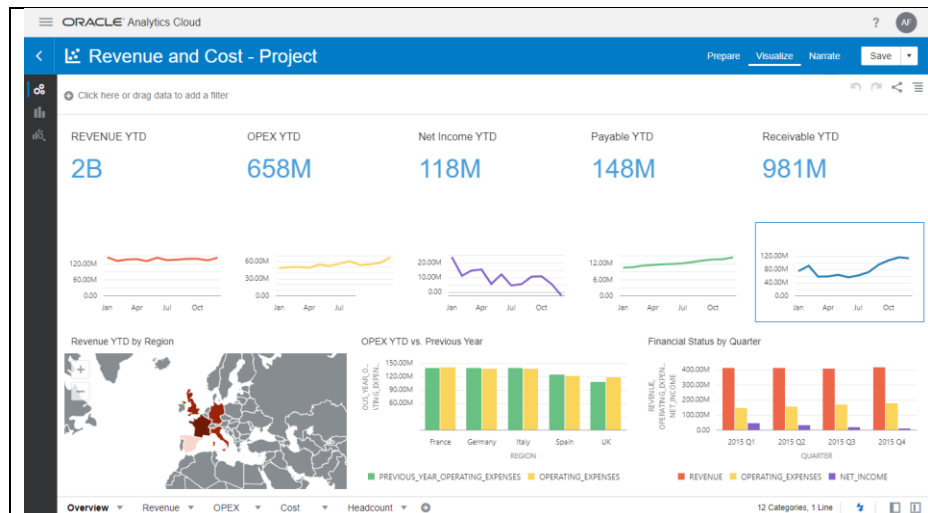 ORACLE Analytics Cloud
?
AF
Revenue and Cost - Project
Prepare Visualize Narrate Save
Click here or drag data to add a filter
REVENUE YTD OPEX YTD Net Income YTD Payable YTD Receivable YTD
2B 658M 118M 148M 981M
120.00M
60.00M
0.00
Jan Apr Jul Oct
60.00M
30.00M
0.00
Jan Apr Jul
20.00M
10.00M
0.00
Jan Apr Jul Oct
12.00M
6.00M
0.00
Jan Apr Jul Oct
120.00M
80.00M
40.00M
0.00
Jan Apr Jul Oct
Revenue YTD by Region
+
−
OPEX YTD vs. Previous Year
OUS_YEAR_O...
ATING_EXPEN...
150.00M
120.00M
90.00M
60.00M
France Germany Italy Spain UK
REGION
PREVIOUS_YEAR_OPERATING_EXPENSES OPERATING_EXPENSES
Financial Status by Quarter
REVENUE,
OPERATING_EXPEN...
NET_INCOME
400.00M
300.00M
200.00M
100.00M
0.00
2015 Q1 2015 Q2 2015 Q3 2015 Q4
QUARTER
REVENUE OPERATING_EXPENSES NET_INCOME
Overview Revenue OPEX Cost Headcount
12 Categories, 1 Line